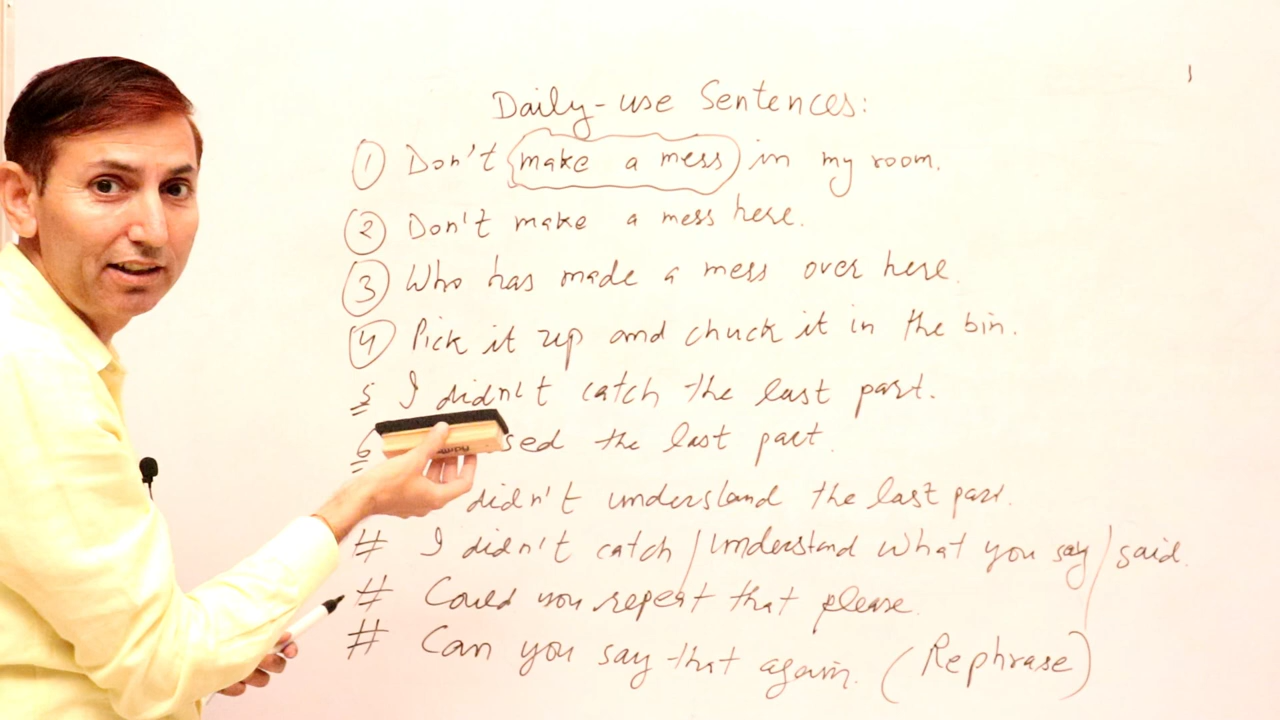 Daily-use Sentences:
① Don't make a mess in my room.
② Don't make a mess here.
③ Who has made a mess over here.
④ Pick it up and chuck it in the bin.
5 I didn't catch the last part.
6 sed the last part.
didn't understand the last part.
# I didn't catch/understand what you say/said.
# Could you repeat that please.
# Can you say that again. (Rephrase)